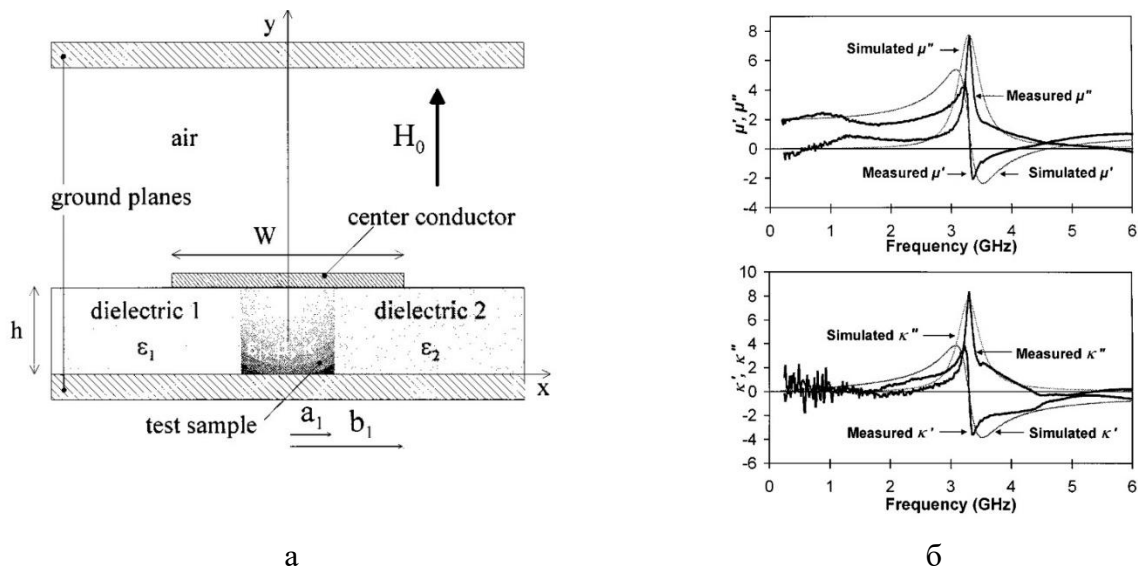 y
air
H₀
ground planes
center conductor
W
h
dielectric 1
dielectric 2
ε₁
ε₂
x
test sample
a₁
b₁
а
8
6
4
2
0
-2
-4
μ', μ"
Simulated μ"
Measured μ"
Measured μ'
Simulated μ'
0 1 2 3 4 5 6
Frequency (GHz)
10
8
6
4
2
0
-2
-4
-6
κ', κ"
Simulated κ"
Measured κ"
Measured κ'
Simulated κ'
0 1 2 3 4 5 6
Frequency (GHz)
б